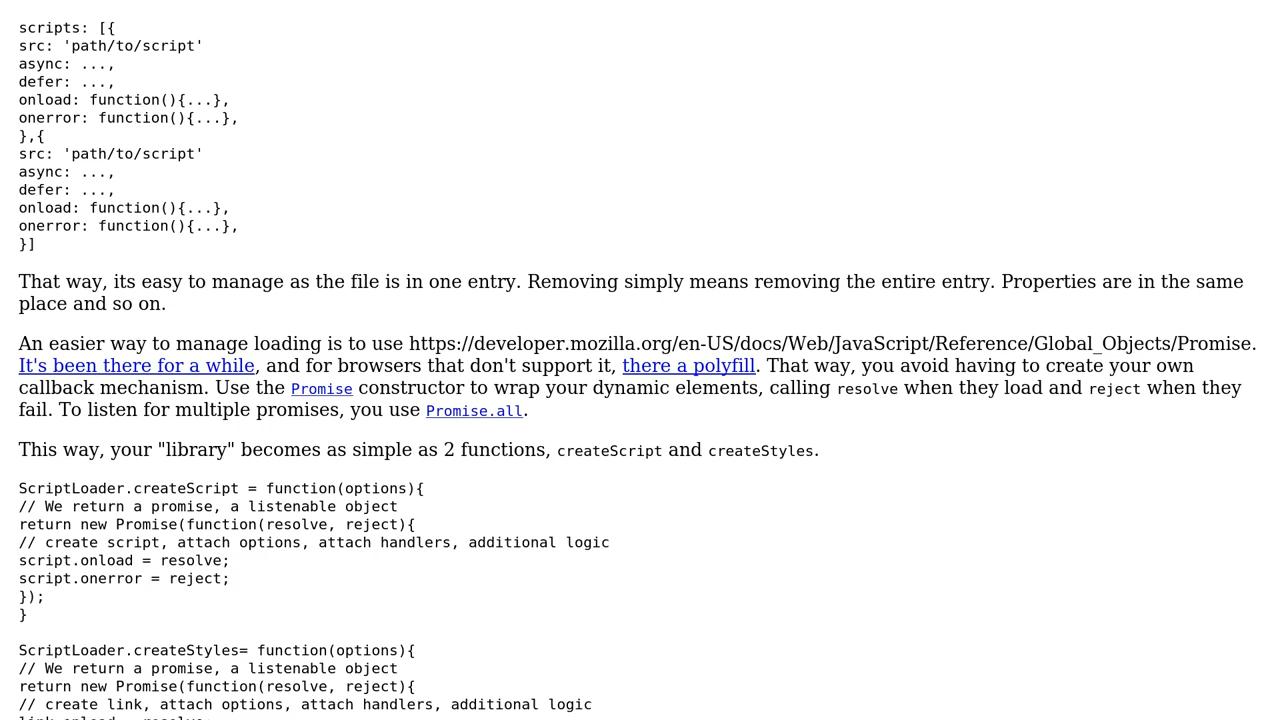 scripts: [{
src: 'path/to/script'
async: ...,
defer: ...,
onload: function(){...},
onerror: function(){...},
},{
src: 'path/to/script'
async: ...,
defer: ...,
onload: function(){...},
onerror: function(){...},
}]
That way, its easy to manage as the file is in one entry. Removing simply means removing the entire entry. Properties are in the same
place and so on.
An easier way to manage loading is to use https://developer.mozilla.org/en-US/docs/Web/JavaScript/Reference/Global_Objects/Promise.
It's been there for a while, and for browsers that don't support it, there a polyfill. That way, you avoid having to create your own
callback mechanism. Use the Promise constructor to wrap your dynamic elements, calling resolve when they load and reject when they
fail. To listen for multiple promises, you use Promise.all.
This way, your "library" becomes as simple as 2 functions, createScript and createStyles.
ScriptLoader.createScript = function(options){
// We return a promise, a listenable object
return new Promise(function(resolve, reject){
// create script, attach options, attach handlers, additional logic
script.onload = resolve;
script.onerror = reject;
});
}
ScriptLoader.createStyles= function(options){
// We return a promise, a listenable object
return new Promise(function(resolve, reject){
// create link, attach options, attach handlers, additional logic